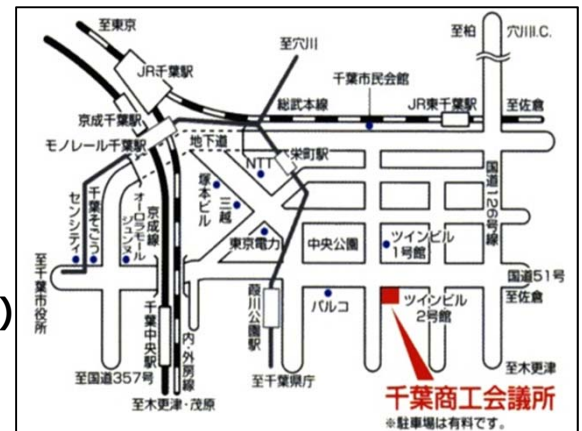 至東京
至柏
穴川I.C.
至穴川
JR千葉駅
千葉市民会館
総武本線
JR東千葉駅
至佐倉
京成千葉駅
モノレール千葉駅
地下道
栄町駅
NTT
塚本ビル
三越
国道126号線
オーロラモール
ジュンヌ
千葉そごう
センシティ
京成線
東京電力
中央公園
ツインビル
1号館
国道51号
至千葉市役所
葭川公園駅
パルコ
ツインビル
2号館
至佐倉
千葉中央駅
内・外房線
至国道357号
至千葉県庁
至木更津
至木更津・茂原
千葉商工会議所
※駐車場は有料です。
)